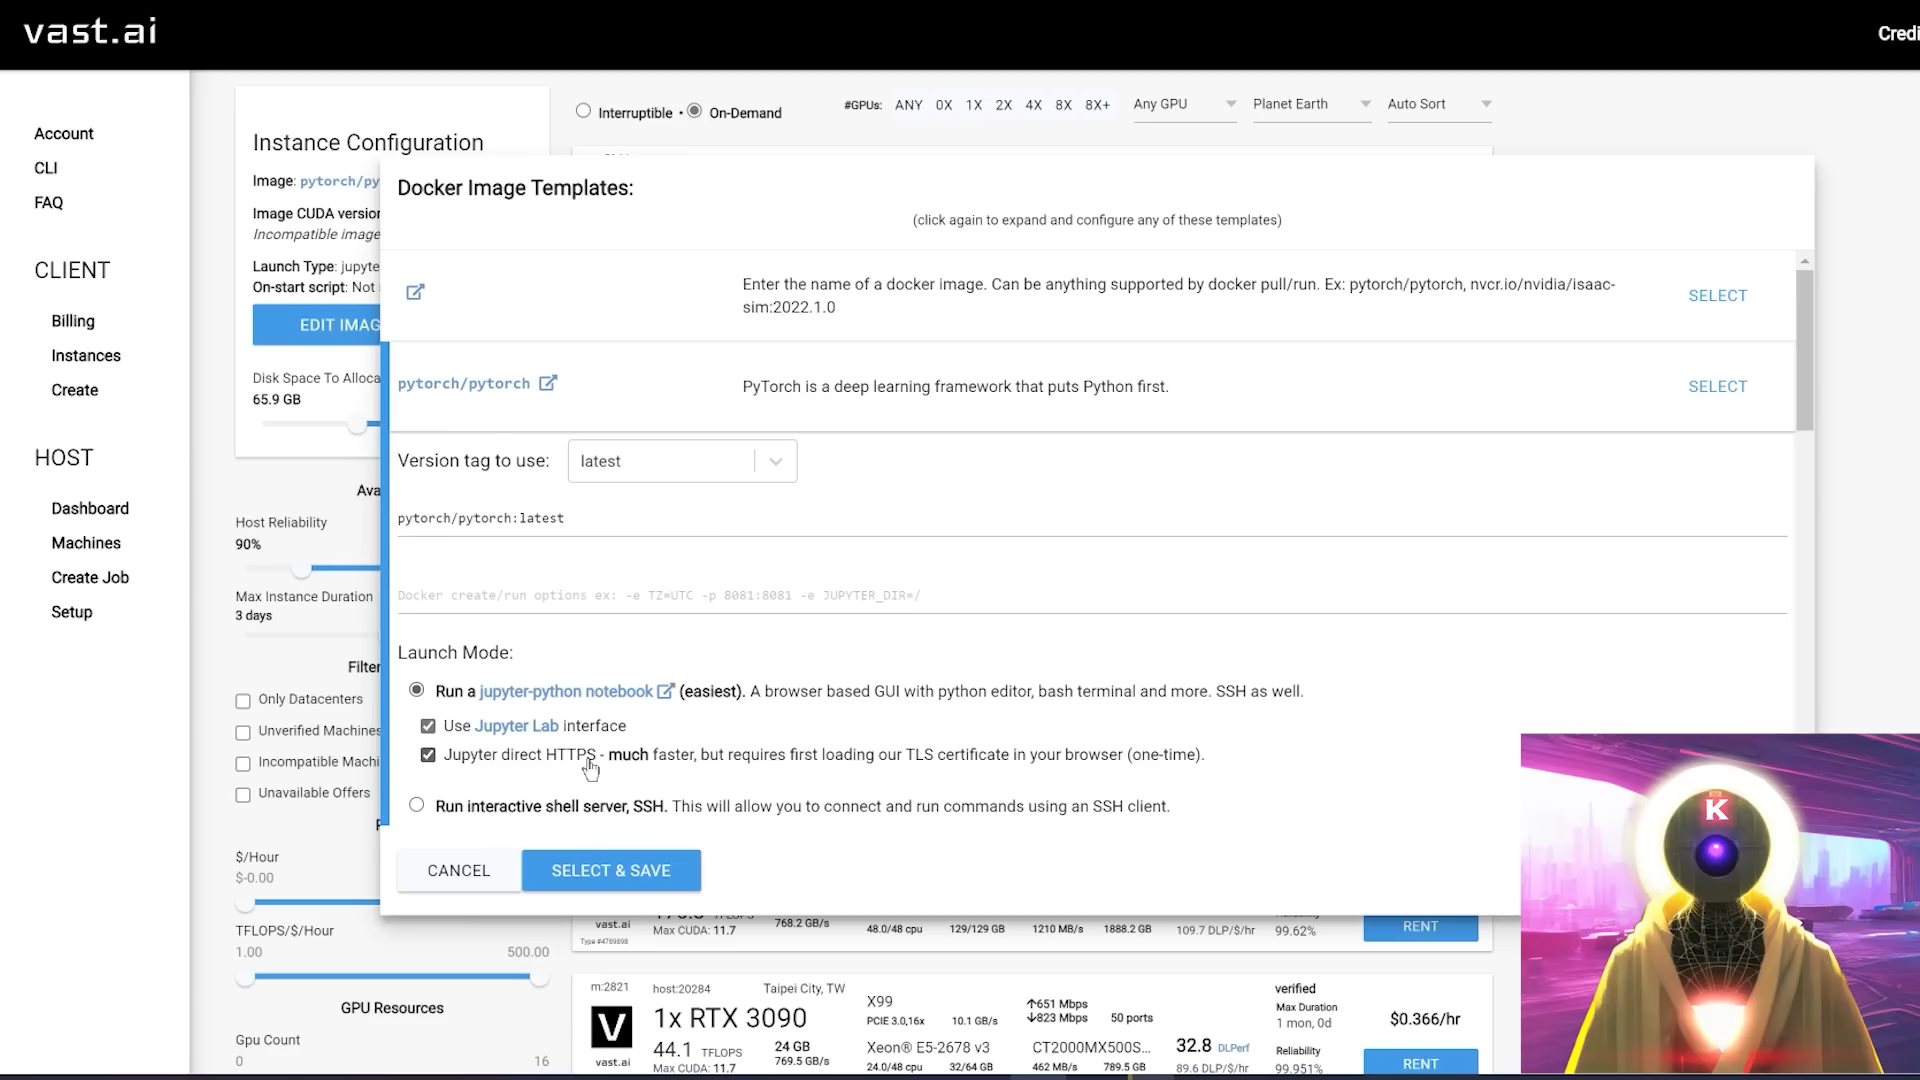 vast.ai
Credi
Account
CLI
FAQ
CLIENT
Billing
Instances
Create
HOST
Dashboard
Machines
Create Job
Setup
Instance Configuration
Image: pytorch/py
Image CUDA version
Incompatible image
Launch Type: jupyte
On-start script: Not
EDIT IMAG
Disk Space To Alloca
65.9 GB
Ava
Host Reliability
90%
Max Instance Duration
3 days
Filter
Only Datacenters
Unverified Machines
Incompatible Machi
Unavailable Offers
$/Hour
$-0.00
TFLOPS/$/Hour
1.00 500.00
GPU Resources
Gpu Count
0 16
Interruptible • On-Demand
#GPUs: ANY 0X 1X 2X 4X 8X 8X+
Any GPU
Planet Earth
Auto Sort
Docker Image Templates:
(click again to expand and configure any of these templates)
Enter the name of a docker image. Can be anything supported by docker pull/run. Ex: pytorch/pytorch, nvcr.io/nvidia/isaac-
sim:2022.1.0
SELECT
pytorch/pytorch
PyTorch is a deep learning framework that puts Python first.
SELECT
Version tag to use: latest
pytorch/pytorch:latest
Docker create/run options ex: -e TZ=UTC -p 8081:8081 -e JUPYTER_DIR=/
Launch Mode:
Run a jupyter-python notebook (easiest). A browser based GUI with python editor, bash terminal and more. SSH as well.
Use Jupyter Lab interface
Jupyter direct HTTPS - much faster, but requires first loading our TLS certificate in your browser (one-time).
Run interactive shell server, SSH. This will allow you to connect and run commands using an SSH client.
CANCEL
SELECT & SAVE
vast.ai
Type #4789898
Max CUDA: 11.7
768.2 GB/s
48.0/48 cpu 129/129 GB
1210 MB/s 1888.2 GB
109.7 DLP/$/hr
99.62%
RENT
m:2821 host:20284 Taipei City, TW
V
vast.ai
1x RTX 3090
44.1 TFLOPS
Max CUDA: 11.7
24 GB
769.5 GB/s
X99
PCIE 3.0,16x 10.1 GB/s
Xeon® E5-2678 v3
24.0/48 cpu 32/64 GB
↑651 Mbps
↓823 Mbps 50 ports
CT2000MX500S...
462 MB/s 789.5 GB
32.8 DLPerf
89.6 DLP/$/hr
verified
Max Duration
1 mon, 0d
Reliability
99.951%
$0.366/hr
RENT
K